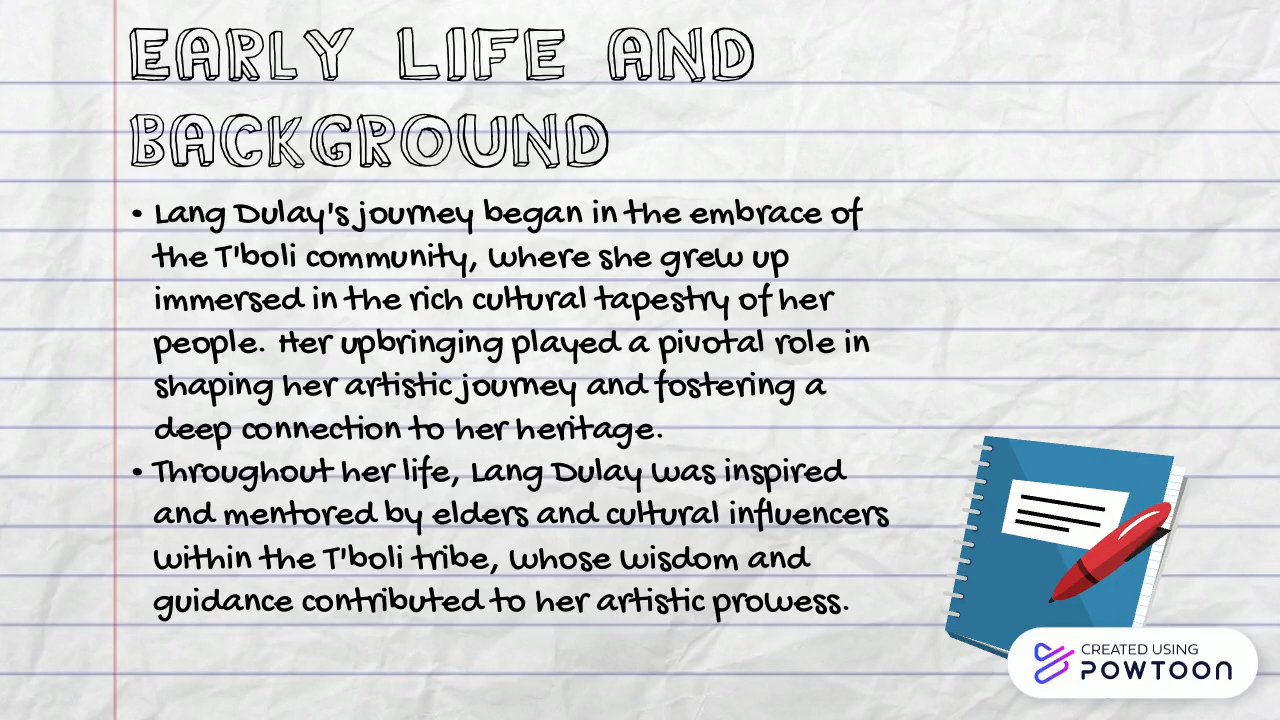 EARLY LIFE AND
BACKGROUND
• Lang Dulay's journey began in the embrace of
the T'boli community, where she grew up
immersed in the rich cultural tapestry of her
people. Her upbringing played a pivotal role in
shaping her artistic journey and fostering a
deep connection to her heritage.
• Throughout her life, Lang Dulay was inspired
and mentored by elders and cultural influencers
within the T'boli tribe, whose wisdom and
guidance contributed to her artistic prowess.
CREATED USING
POWTOON